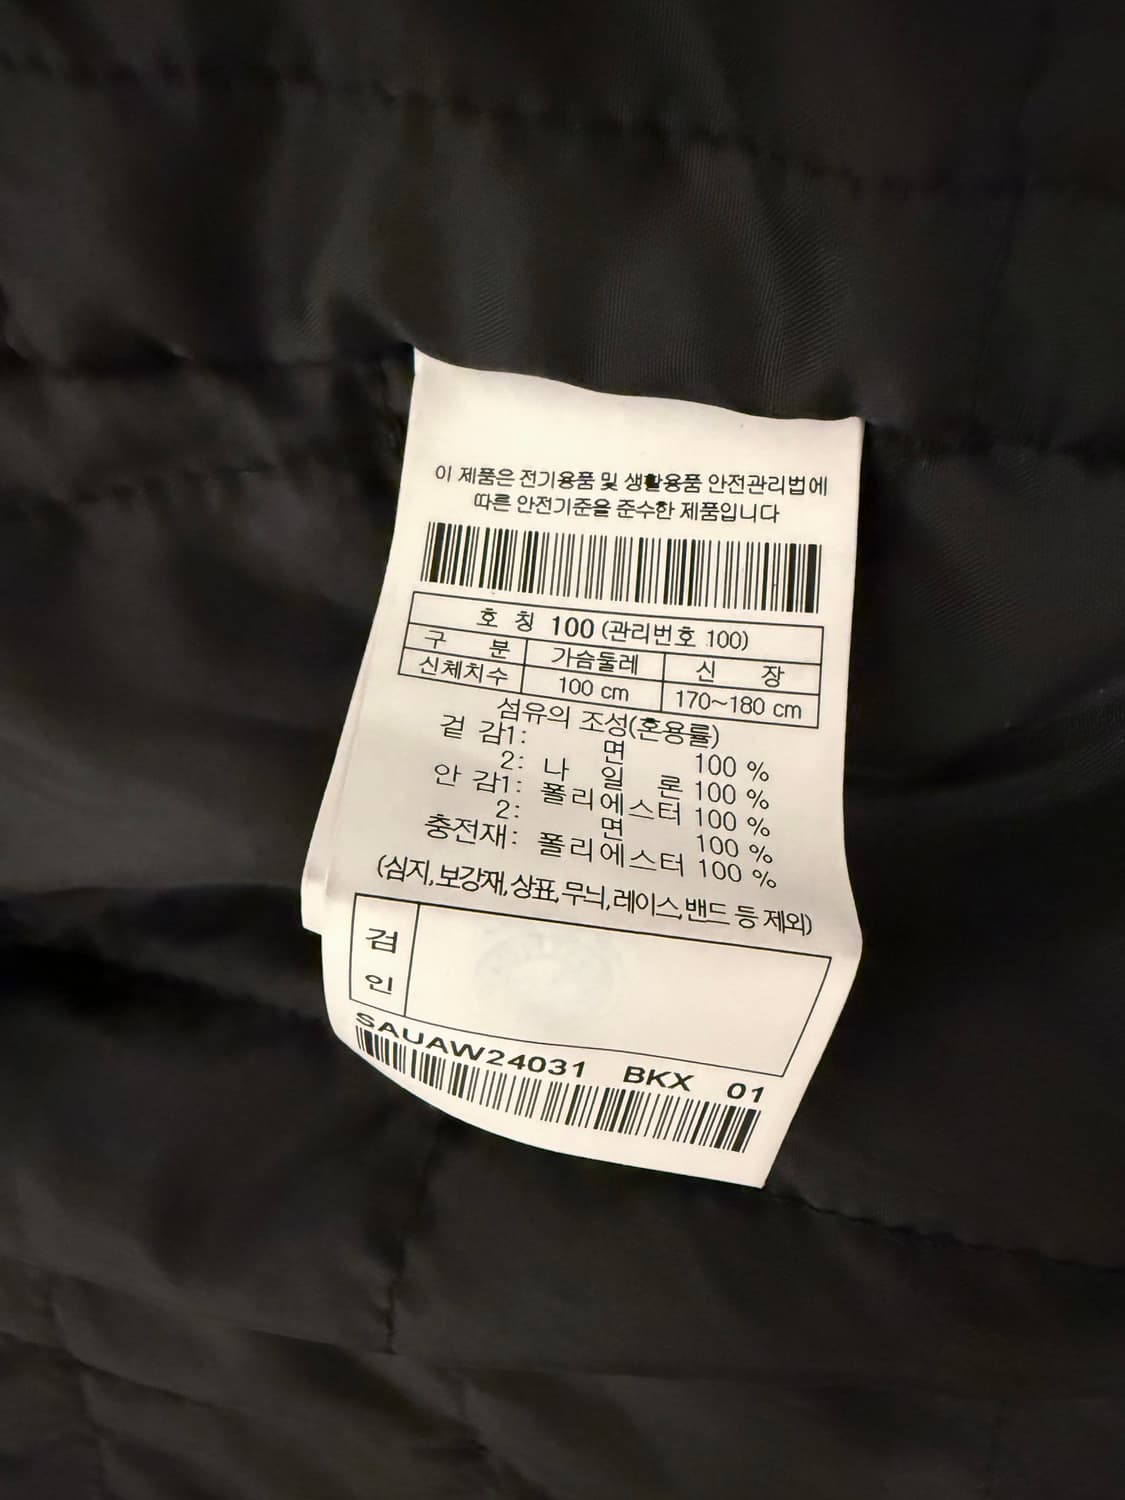 이 제품은 전기용품 및 생활용품 안전관리법에
따른 안전기준을 준수한 제품입니다
호 칭 100 (관리번호 100)
구 분 가슴둘레 신 장
신체치수 100 cm 170~180 cm
섬유의 조성(혼용률)
겉 감1: 면 100 %
2: 나 일 론 100 %
안 감1: 폴리에스터 100 %
2: 면 100 %
충전재: 폴리에스터 100 %
(심지,보강재,상표,무늬,레이스,밴드 등 제외)
검
인
SAUAW24031 BKX 01